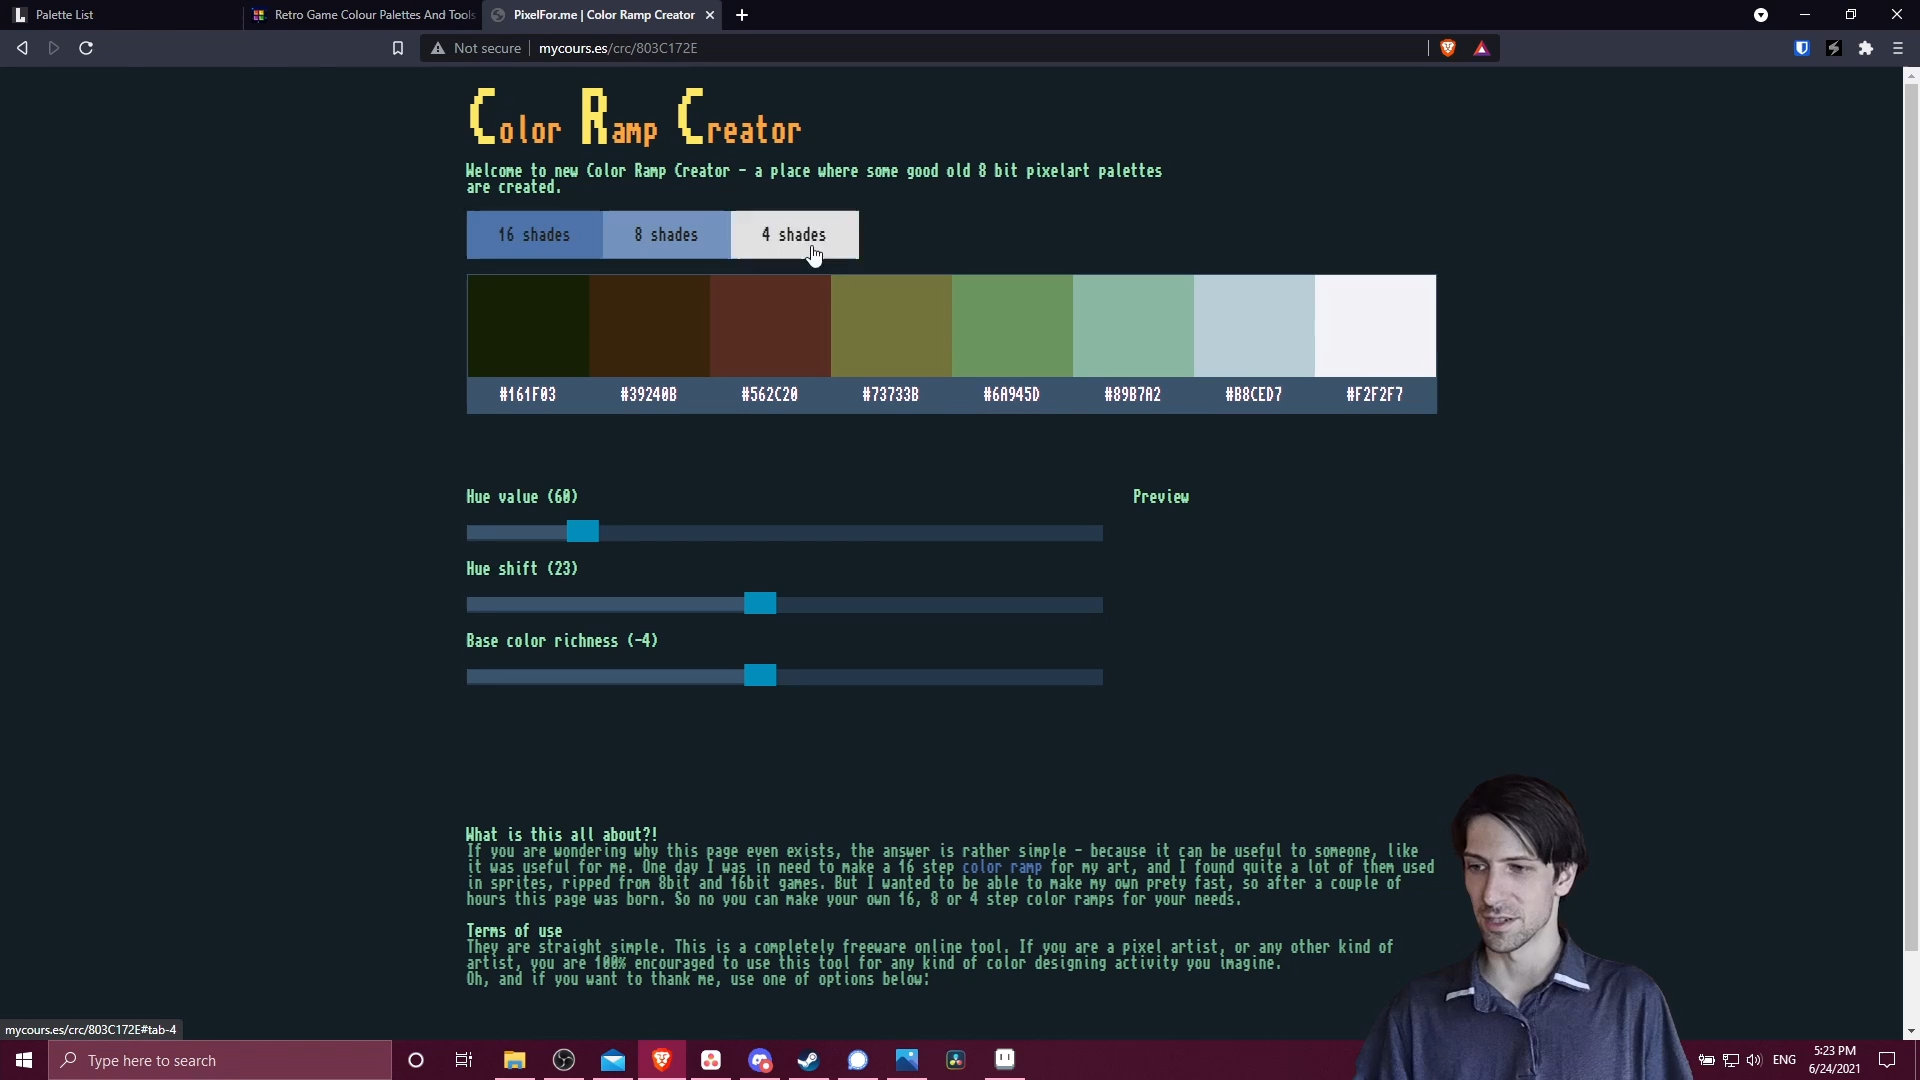 Palette List
Retro Game Colour Palettes And Tools
PixelFor.me | Color Ramp Creator
Not secure
mycours.es/crc/803C172E
Color Ramp Creator
Welcome to new Color Ramp Creator - a place where some good old 8 bit pixelart palettes
are created.
16 shades
8 shades
4 shades
#161F03
#39240B
#562C20
#73733B
#6A945D
#89B7A2
#B8CED7
#F2F2F7
Hue value (60)
Preview
Hue shift (23)
Base color richness (-4)
What is this all about?!
If you are wondering why this page even exists, the answer is rather simple - because it can be useful to someone, like
it was useful for me. One day I was in need to make a 16 step color ramp for my art, and I found quite a lot of them used
in sprites, ripped from 8bit and 16bit games. But I wanted to be able to make my own prety fast, so after a couple of
hours this page was born. So no you can make your own 16, 8 or 4 step color ramps for your needs.
Terms of use
They are straight simple. This is a completely freeware online tool. If you are a pixel artist, or any other kind of
artist, you are 100% encouraged to use this tool for any kind of color designing activity you imagine.
Oh, and if you want to thank me, use one of options below:
mycours.es/crc/803C172E#tab-4
Type here to search
ENG
5:23 PM
6/24/2021